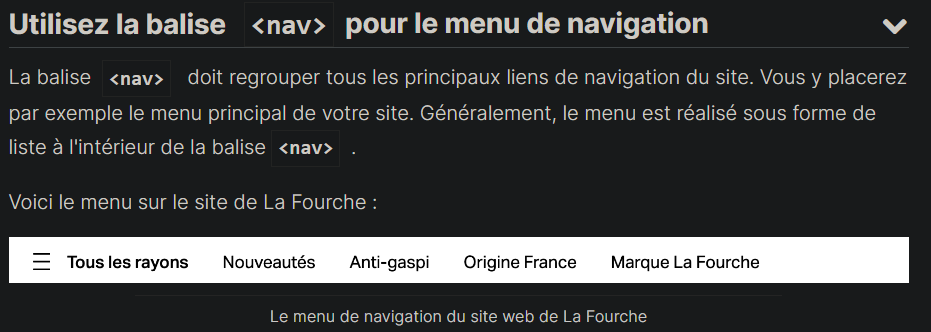 Utilisez la balise <nav> pour le menu de navigation
La balise <nav> doit regrouper tous les principaux liens de navigation du site. Vous y placerez
par exemple le menu principal de votre site. Généralement, le menu est réalisé sous forme de
liste à l'intérieur de la balise <nav> .
Voici le menu sur le site de La Fourche :
Tous les rayons Nouveautés Anti-gaspi Origine France Marque La Fourche
Le menu de navigation du site web de La Fourche